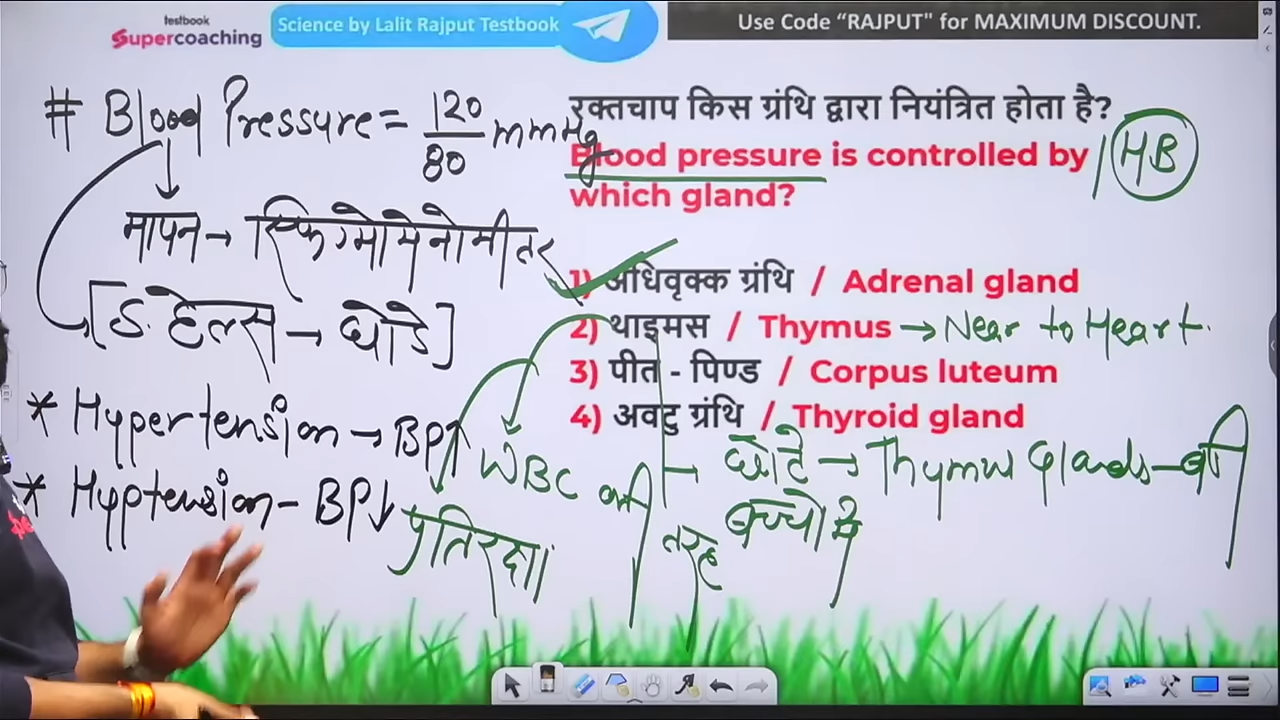 testbook
Supercoaching
Science by Lalit Rajput Testbook
Use Code “RAJPUT" for MAXIMUM DISCOUNT.
# Blood Pressure = 120/80 mmHg
मापन → स्फिग्मोमेनोमीतर
[डॉ. हेल्स → घोडे]
* Hypertension → BP↑
* Hyptension - BP↓
रक्तचाप किस ग्रंथि द्वारा नियंत्रित होता है?
Blood pressure is controlled by
which gland?
/ HB
1) अधिवृक्क ग्रंथि / Adrenal gland
2) थाइमस / Thymus → Near to Heart.
3) पीत - पिण्ड / Corpus luteum
4) अवटु ग्रंथि / Thyroid gland
WBC की तरह
प्रतिरक्षा
→ छोटे → Thymus Glands - बी
बच्चो में